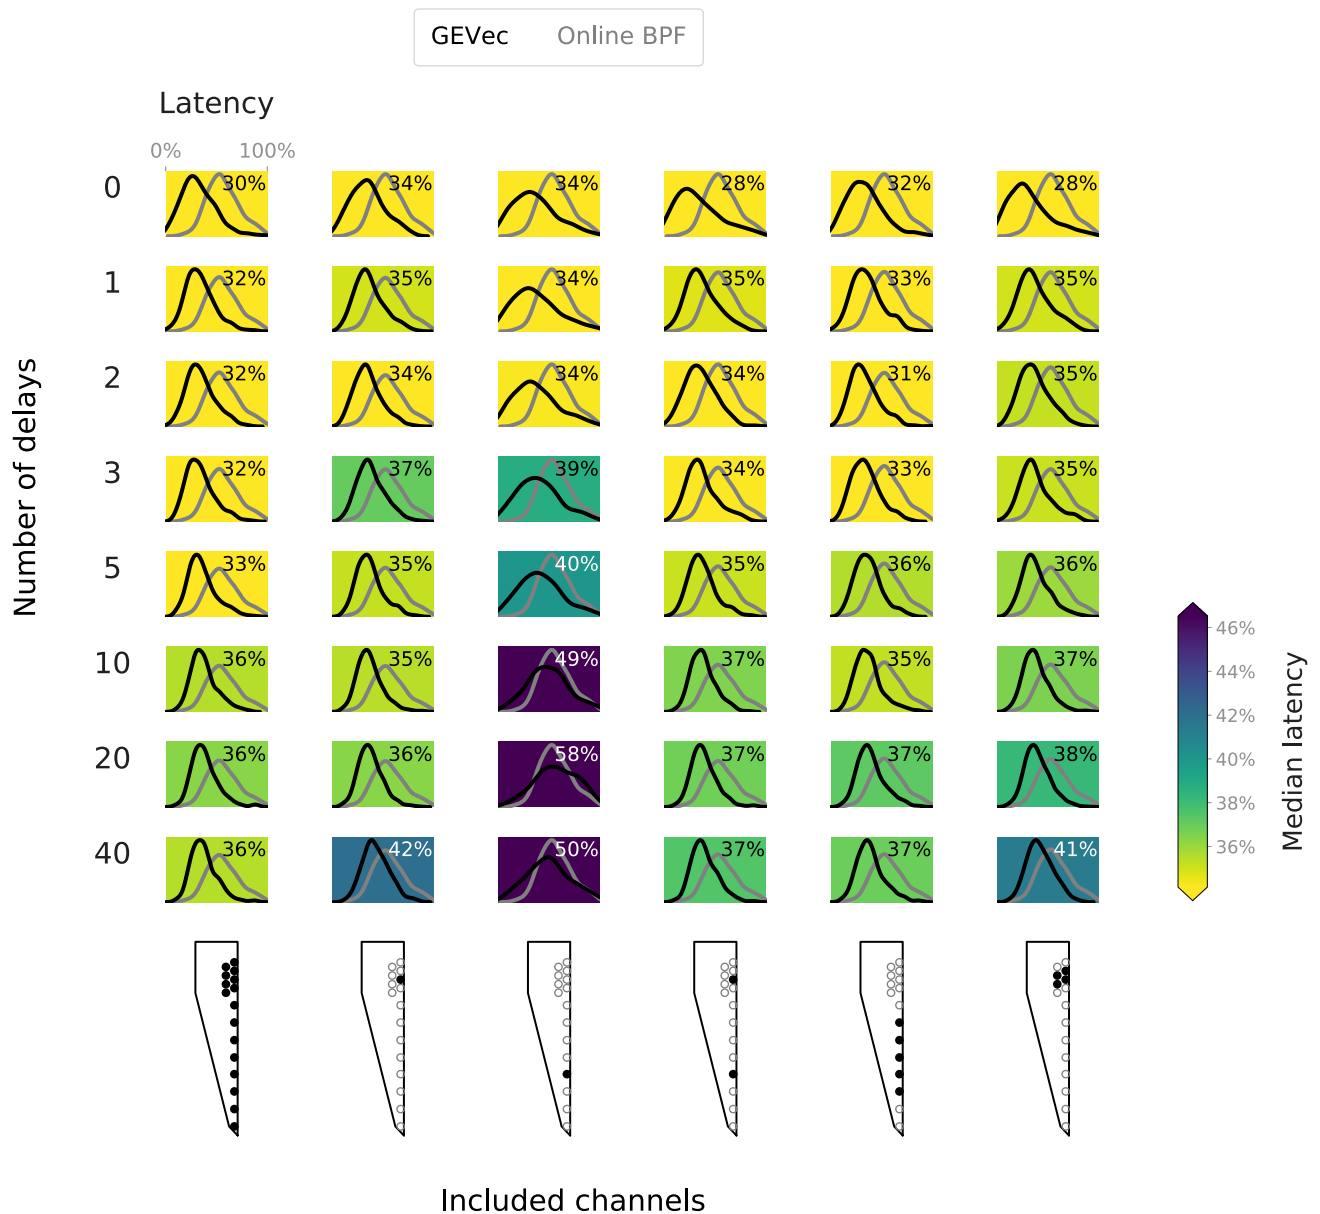 GEVec Online BPF
Latency
0% 100%
0 30% 34% 34% 28% 32% 28%
1 32% 35% 34% 35% 33% 35%
2 32% 34% 34% 34% 31% 35%
3 32% 37% 39% 34% 33% 35%
5 33% 35% 40% 35% 36% 36%
10 36% 35% 49% 37% 35% 37%
20 36% 36% 58% 37% 37% 38%
40 36% 42% 50% 37% 37% 41%
Number of delays
46%
44%
42%
40%
38%
36%
Median latency
Included channels